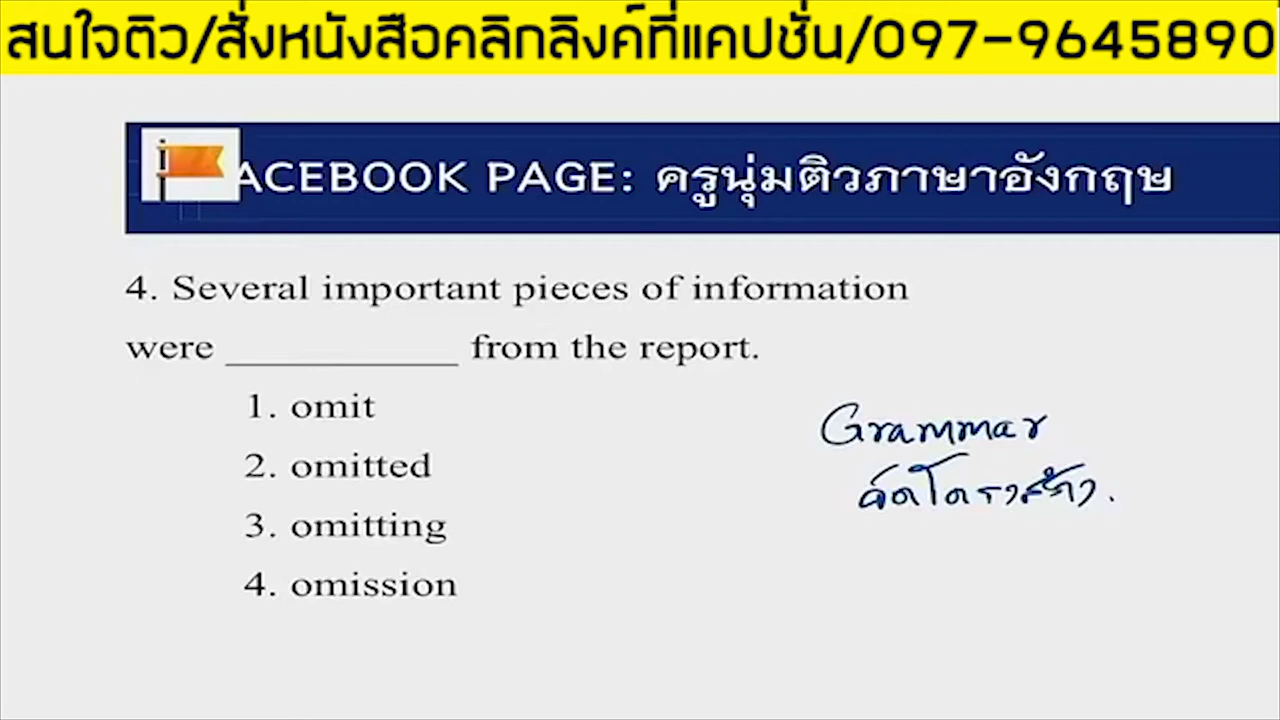 สนใจติว/สั่งหนังสือคลิกลิงค์ที่แคปชั่น/097-9645890
ACEBOOK PAGE: ครูนุ่มติวภาษาอังกฤษ
4. Several important pieces of information
were ____________ from the report.
1. omit
2. omitted
3. omitting
4. omission
Grammar